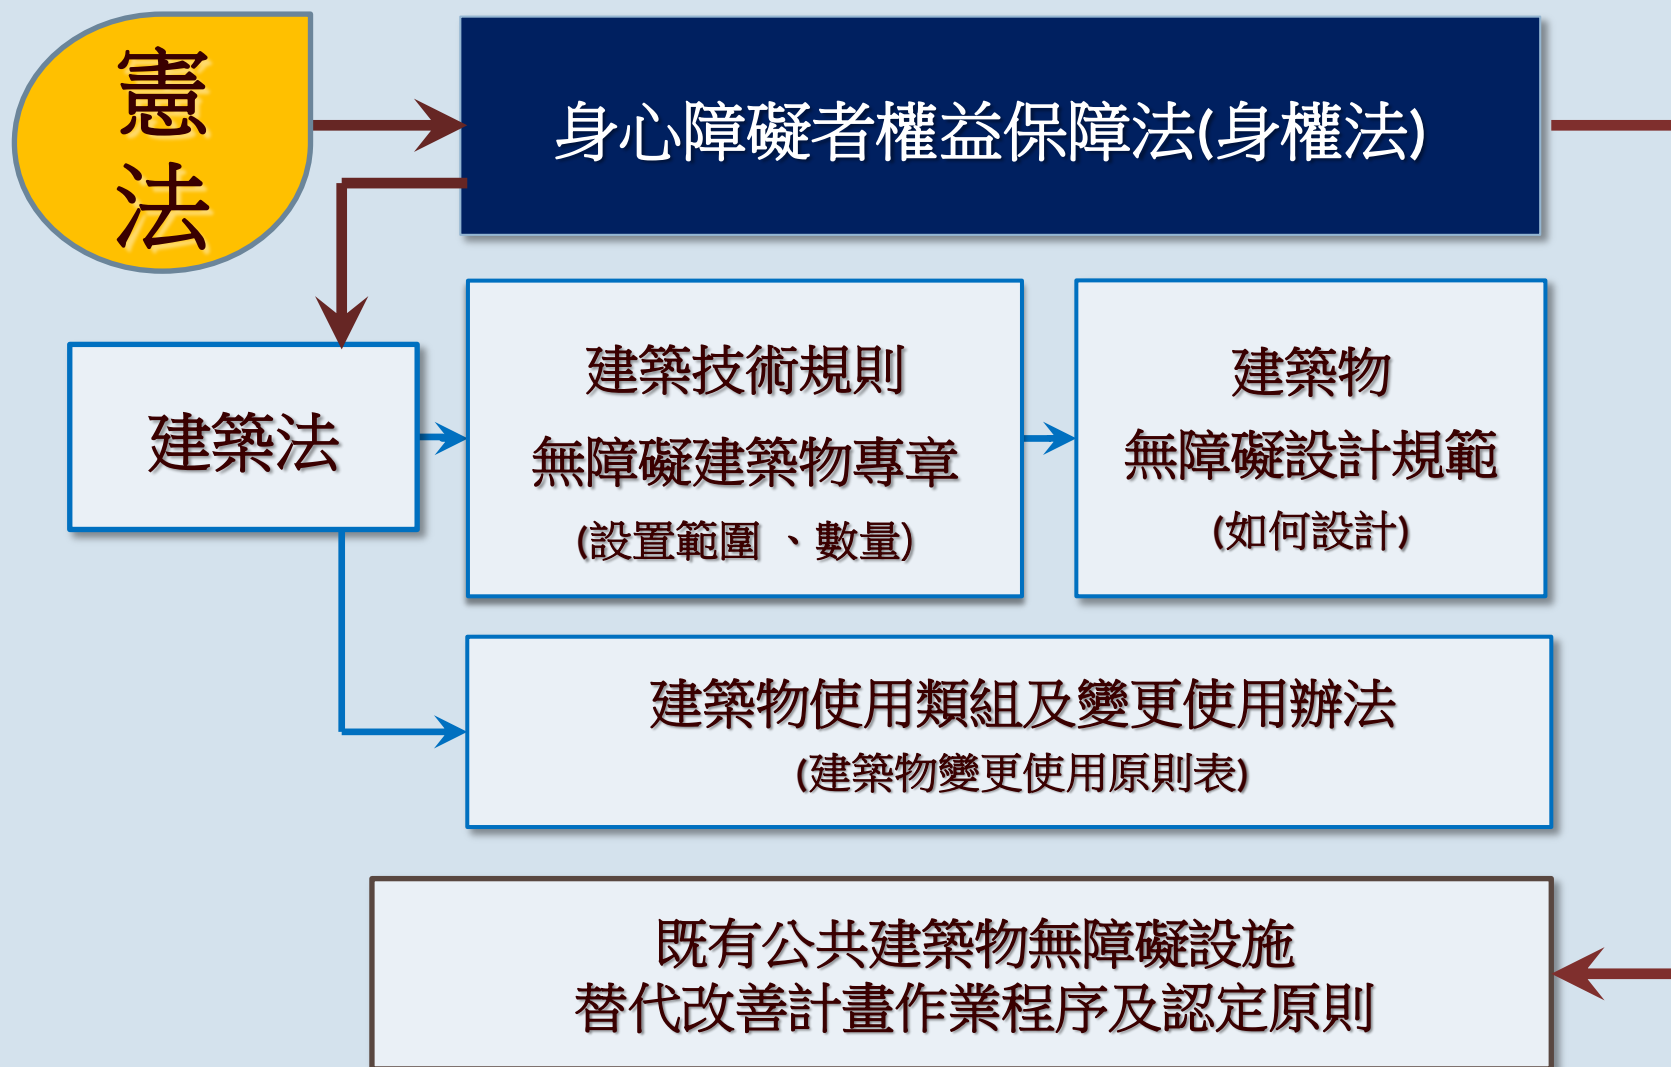 憲
法
身心障礙者權益保障法(身權法)
建築法
建築技術規則
無障礙建築物專章
(設置範圍 、數量)
建築物
無障礙設計規範
(如何設計)
建築物使用類組及變更使用辦法
(建築物變更使用原則表)
既有公共建築物無障礙設施
替代改善計畫作業程序及認定原則